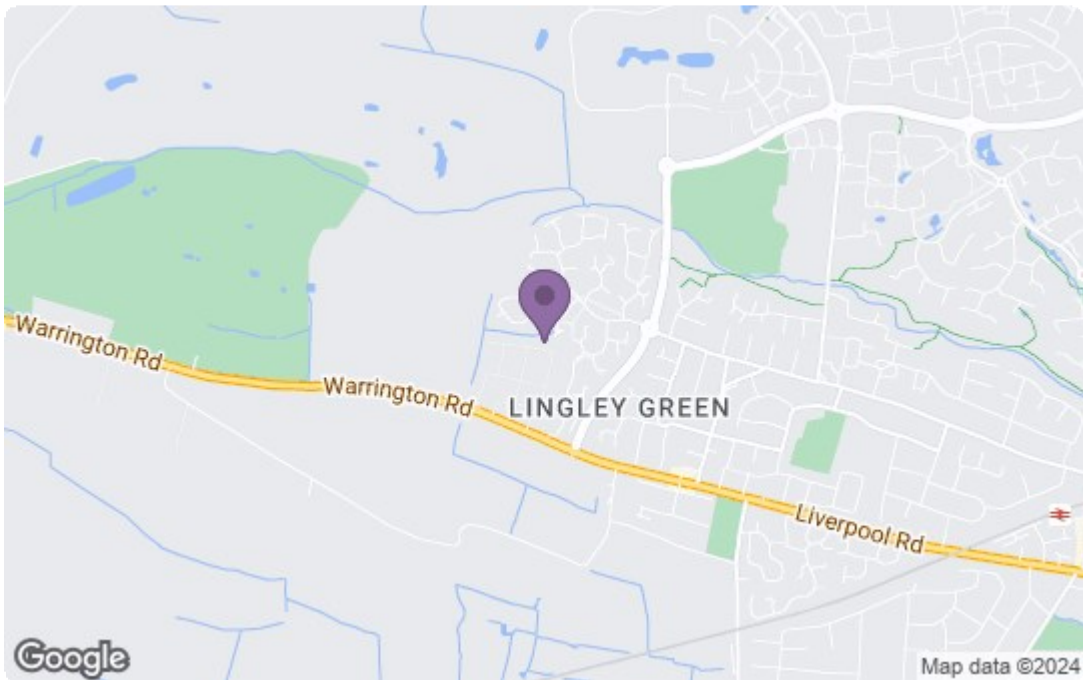 Warrington Rd
Warrington Rd
LINGLEY GREEN
Liverpool Rd
Google
Map data ©2024